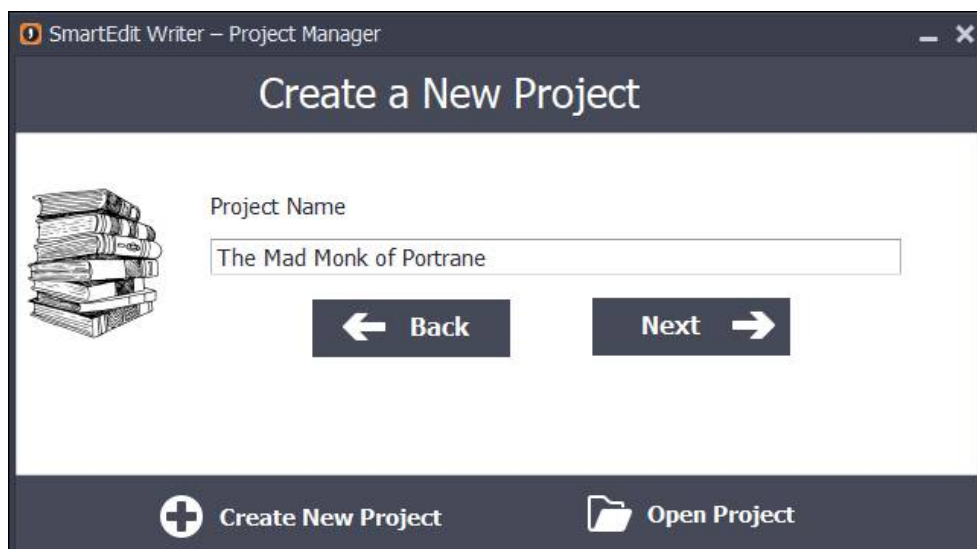 SmartEdit Writer – Project Manager
Create a New Project
Project Name
The Mad Monk of Portrane
Back
Next
Create New Project
Open Project